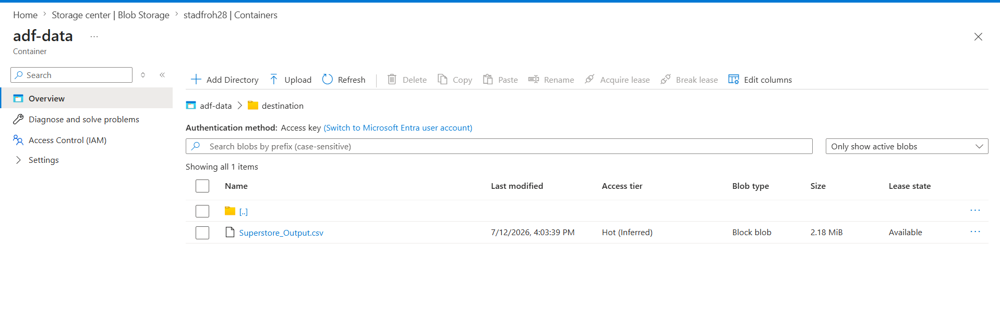 Home > Storage center | Blob Storage > stadfroh28 | Containers
adf-data ...
Container
Search
Overview
Diagnose and solve problems
Access Control (IAM)
Settings
Add Directory Upload Refresh Delete Copy Paste Rename Acquire lease Break lease Edit columns
adf-data > destination
Authentication method: Access key (Switch to Microsoft Entra user account)
Search blobs by prefix (case-sensitive) Only show active blobs
Showing all 1 items
Name Last modified Access tier Blob type Size Lease state
[..] ...
Superstore_Output.csv 7/12/2026, 4:03:39 PM Hot (Inferred) Block blob 2.18 MiB Available ...